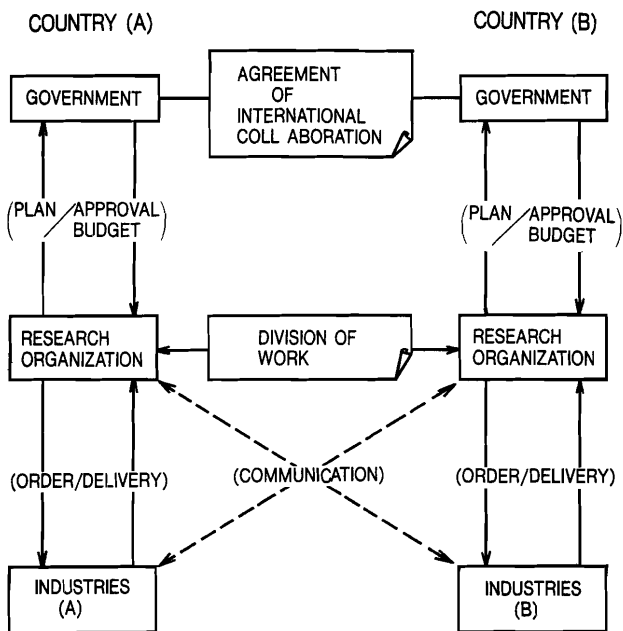 COUNTRY (A)
COUNTRY (B)
GOVERNMENT
AGREEMENT
OF
INTERNATIONAL
COLL ABORATION
GOVERNMENT
(PLAN / APPROVAL
BUDGET)
(PLAN / APPROVAL
BUDGET)
RESEARCH
ORGANIZATION
DIVISION OF
WORK
RESEARCH
ORGANIZATION
(ORDER/DELIVERY)
(COMMUNICATION)
(ORDER/DELIVERY)
INDUSTRIES
(A)
INDUSTRIES
(B)